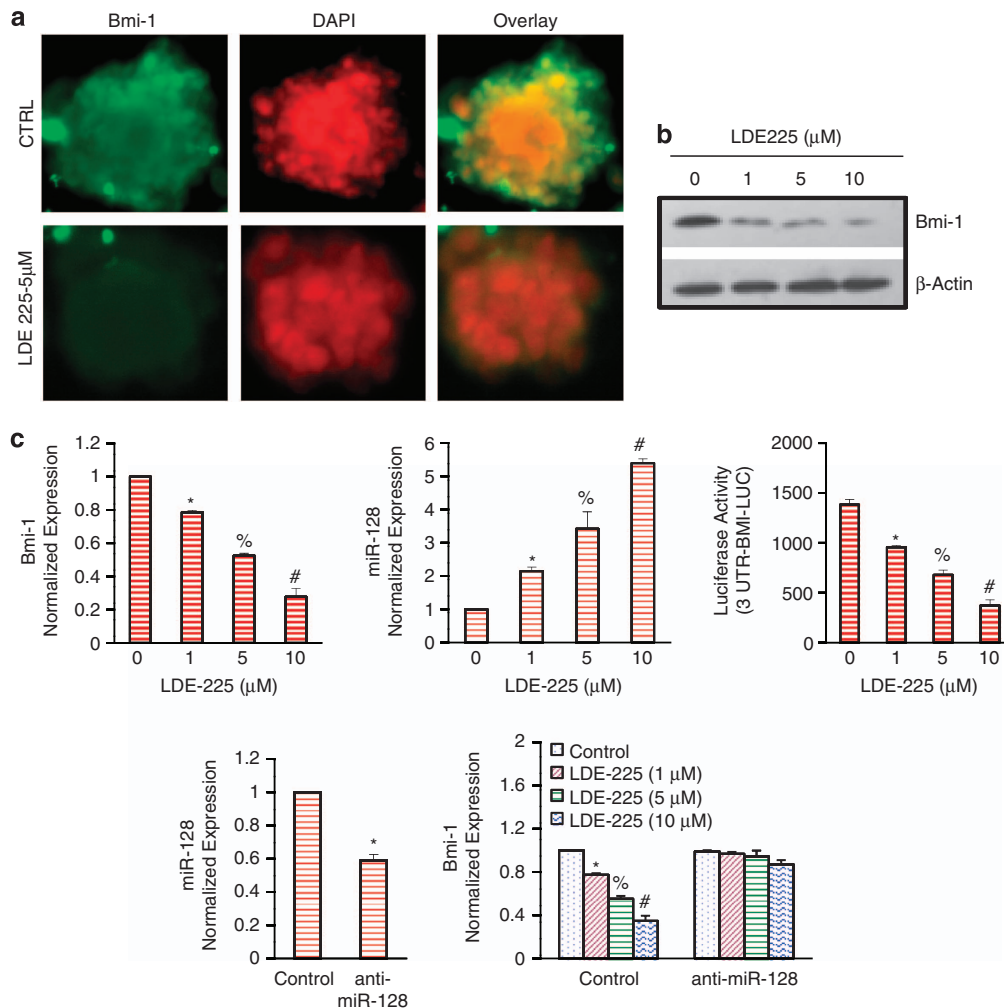 a
Bmi-1 DAPI Overlay
CTRL
LDE 225-5μM
b
LDE225 (μM)
0 1 5 10
Bmi-1
β-Actin
c
Bmi-1
Normalized Expression
1.2
1
0.8
0.6
0.4
0.2
0
* % #
0 1 5 10
LDE-225 (μM)
miR-128
Normalized Expression
6
5
4
3
2
1
0
* % #
0 1 5 10
LDE-225 (μM)
Luciferase Activity
(3 UTR-BMI-LUC)
2000
1500
1000
500
0
* % #
0 1 5 10
LDE-225 (μM)
miR-128
Normalized Expression
1.2
1
0.8
0.6
0.4
0.2
0
*
Control anti-
miR-128
Bmi-1
Normalized Expression
2
1.6
1.2
0.8
0.4
0
Control
LDE-225 (1 μM)
LDE-225 (5 μM)
LDE-225 (10 μM)
* % #
Control anti-miR-128